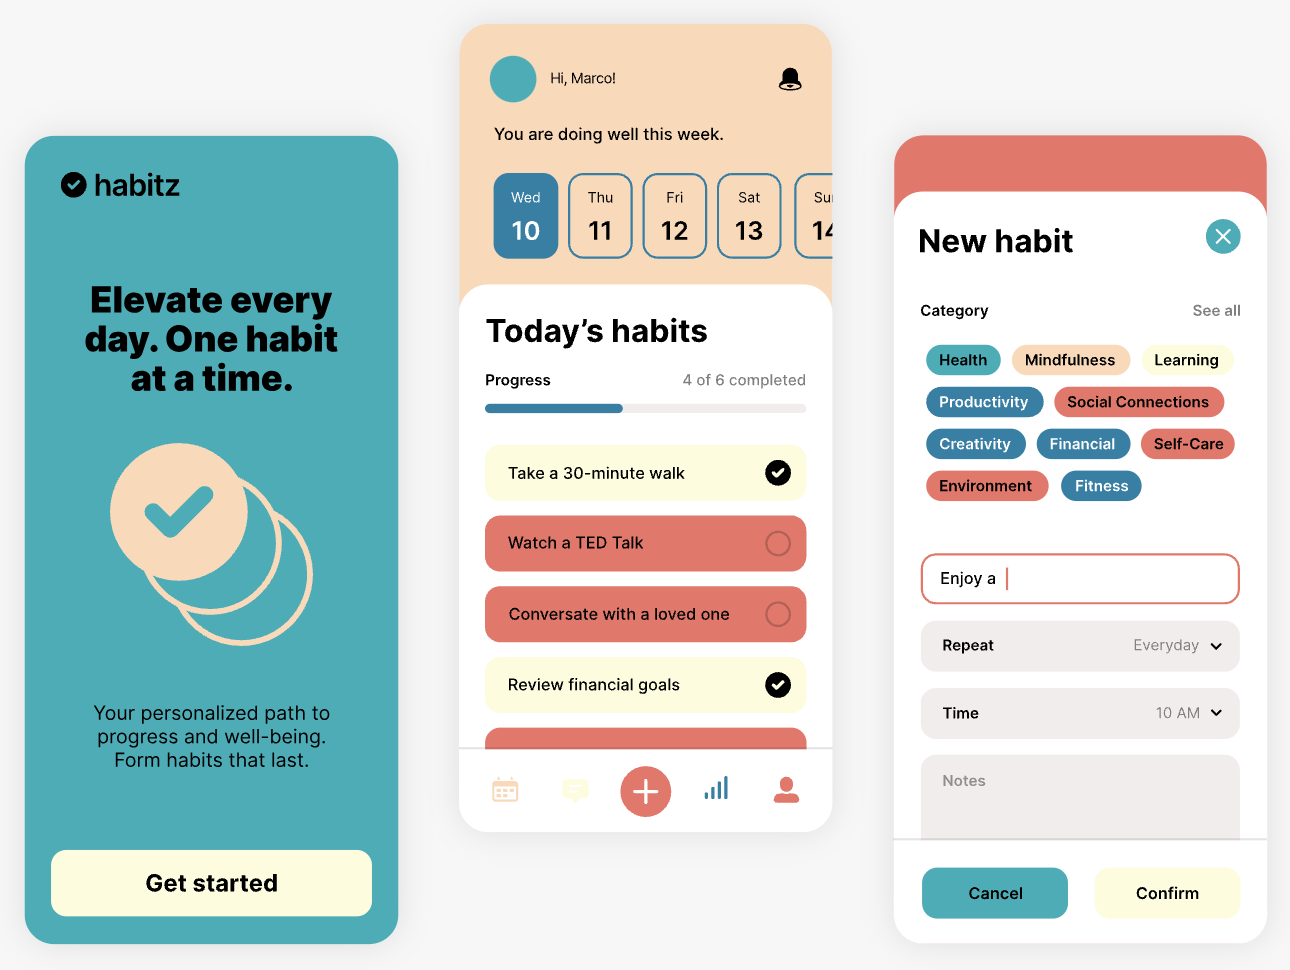 habitz
Elevate every
day. One habit
at a time.
Your personalized path to
progress and well-being.
Form habits that last.
Get started
Hi, Marco!
You are doing well this week.
Wed Thu Fri Sat Su
10 11 12 13 14
Today’s habits
Progress 4 of 6 completed
Take a 30-minute walk
Watch a TED Talk
Conversate with a loved one
Review financial goals
New habit
Category See all
Health Mindfulness Learning
Productivity Social Connections
Creativity Financial Self-Care
Environment Fitness
Enjoy a
Repeat Everyday
Time 10 AM
Notes
Cancel Confirm